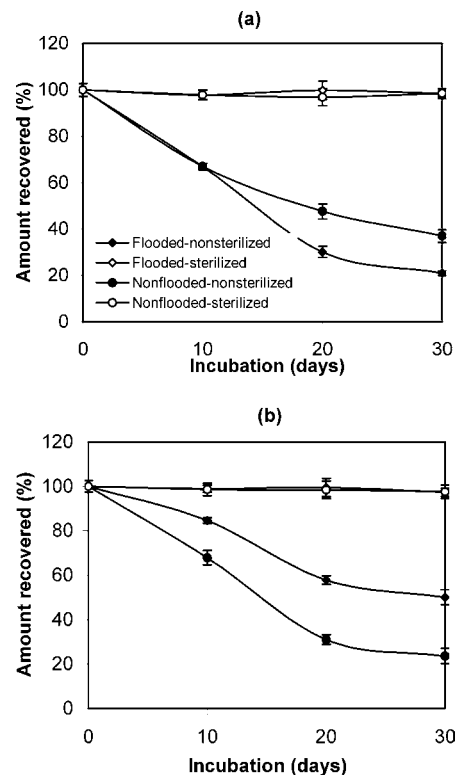 (a)
120
100
80
60
40
20
0
Amount recovered (%)
Flooded-nonsterilized
Flooded-sterilized
Nonflooded-nonsterilized
Nonflooded-sterilized
0 10 20 30
Incubation (days)
(b)
120
100
80
60
40
20
0
Amount recovered (%)
0 10 20 30
Incubation (days)